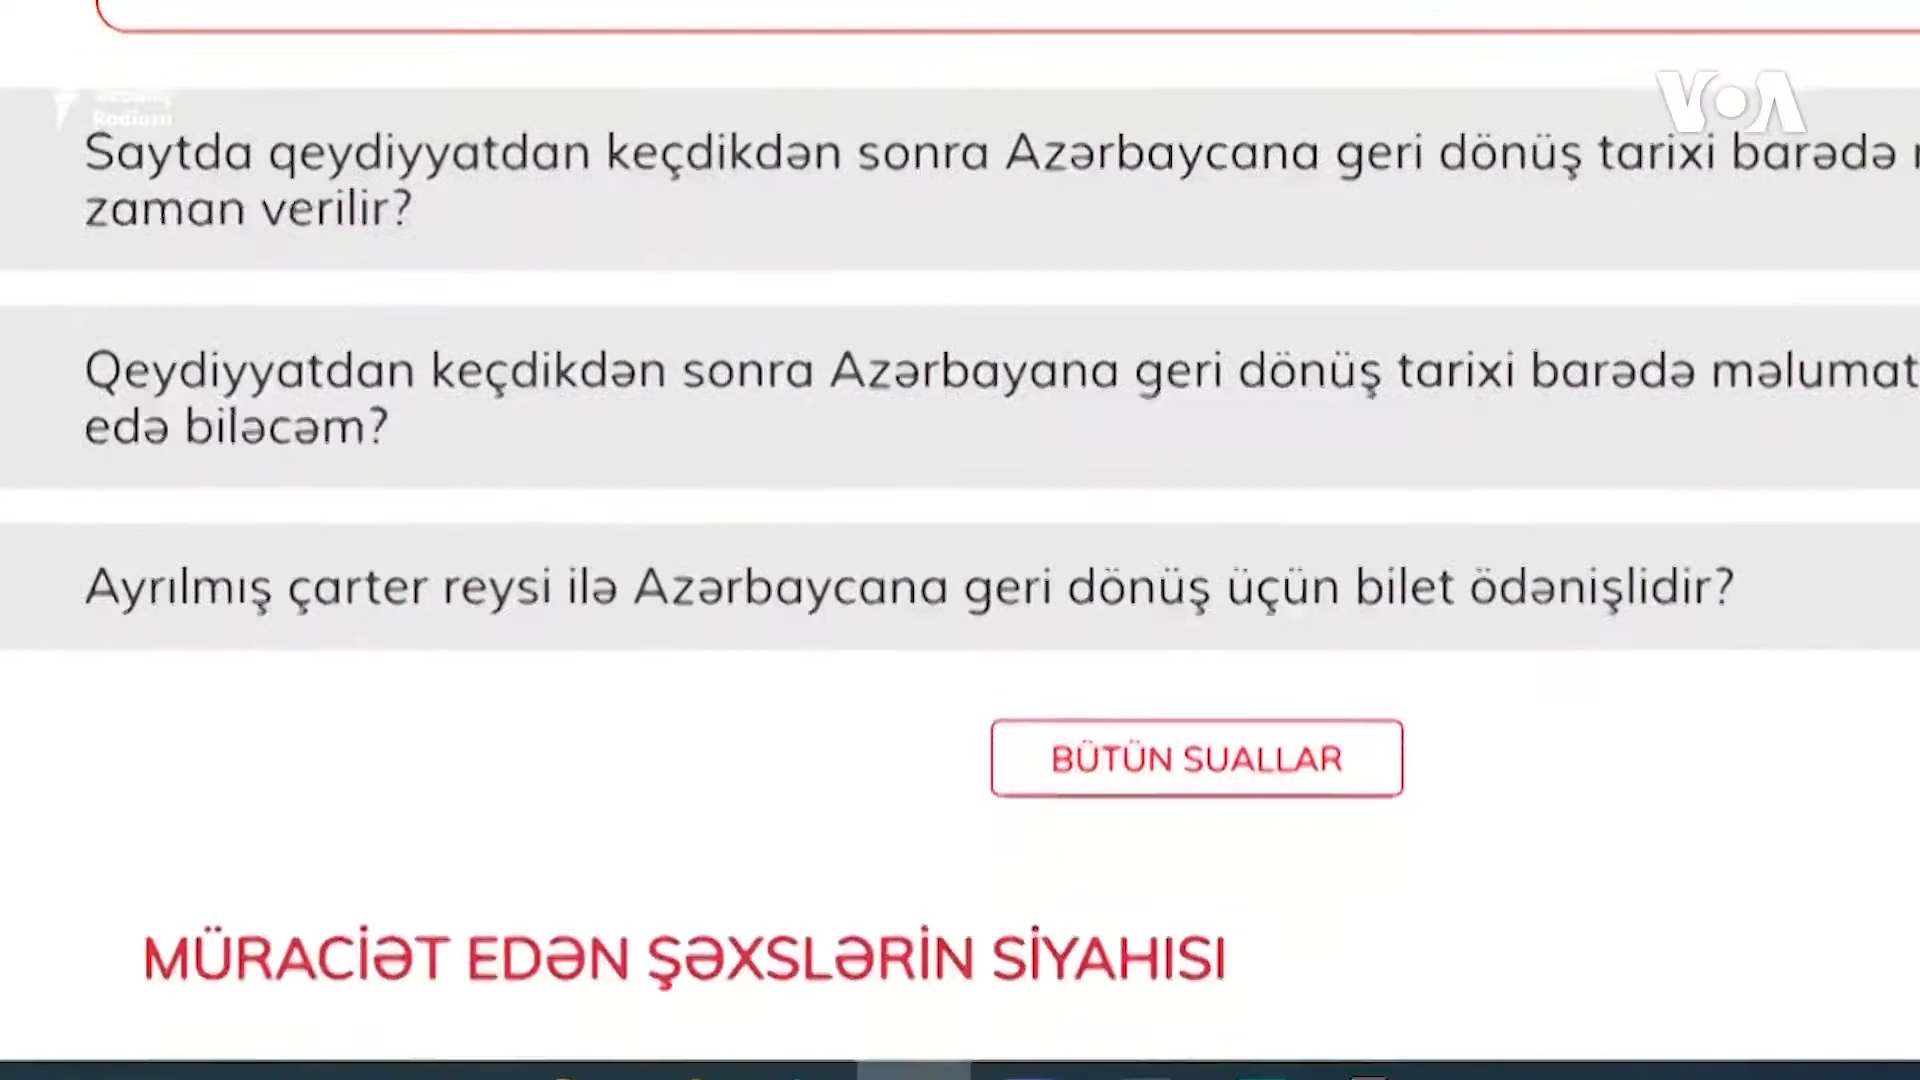 VOA
Radiosu
Saytda qeydiyyatdan keçdikdən sonra Azərbaycana geri dönüş tarixi barədə
zaman verilir?
Qeydiyyatdan keçdikdən sonra Azərbayana geri dönüş tarixi barədə məlumat
edə biləcəm?
Ayrılmış çarter reysi ilə Azərbaycana geri dönüş üçün bilet ödənişlidir?
BÜTÜN SUALLAR
MÜRACİƏT EDƏN ŞƏXSLƏRİN SİYAHISI